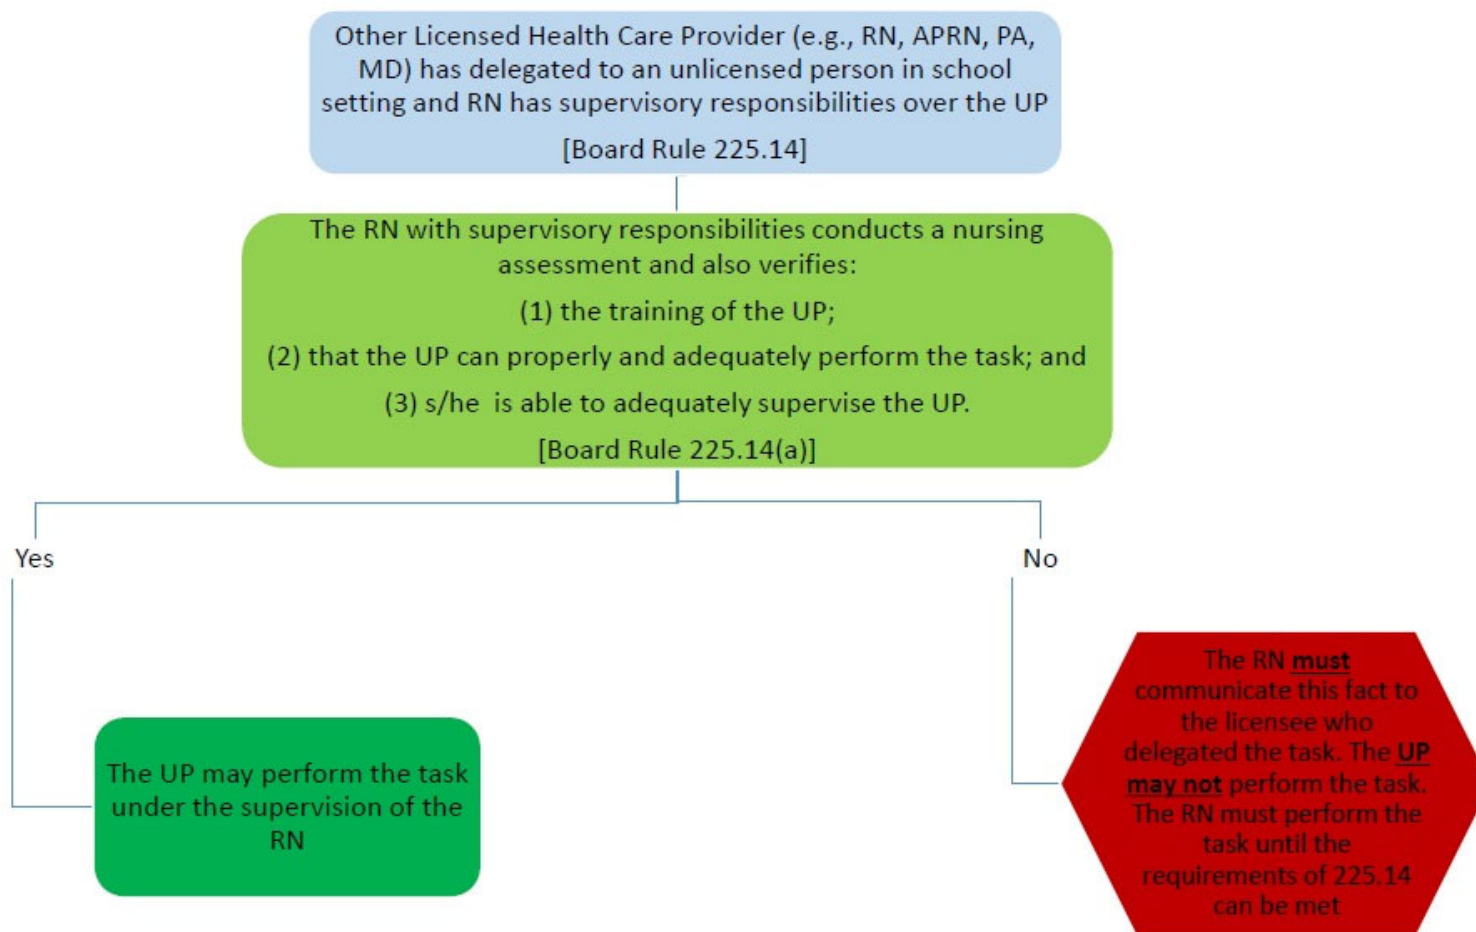 Other Licensed Health Care Provider (e.g., RN, APRN, PA,
MD) has delegated to an unlicensed person in school
setting and RN has supervisory responsibilities over the UP
[Board Rule 225.14]
The RN with supervisory responsibilities conducts a nursing
assessment and also verifies:
(1) the training of the UP;
(2) that the UP can properly and adequately perform the task; and
(3) s/he is able to adequately supervise the UP.
[Board Rule 225.14(a)]
Yes
No
The UP may perform the task
under the supervision of the
RN
The RN must
communicate this fact to
the licensee who
delegated the task. The UP
may not perform the task.
The RN must perform the
task until the
requirements of 225.14
can be met